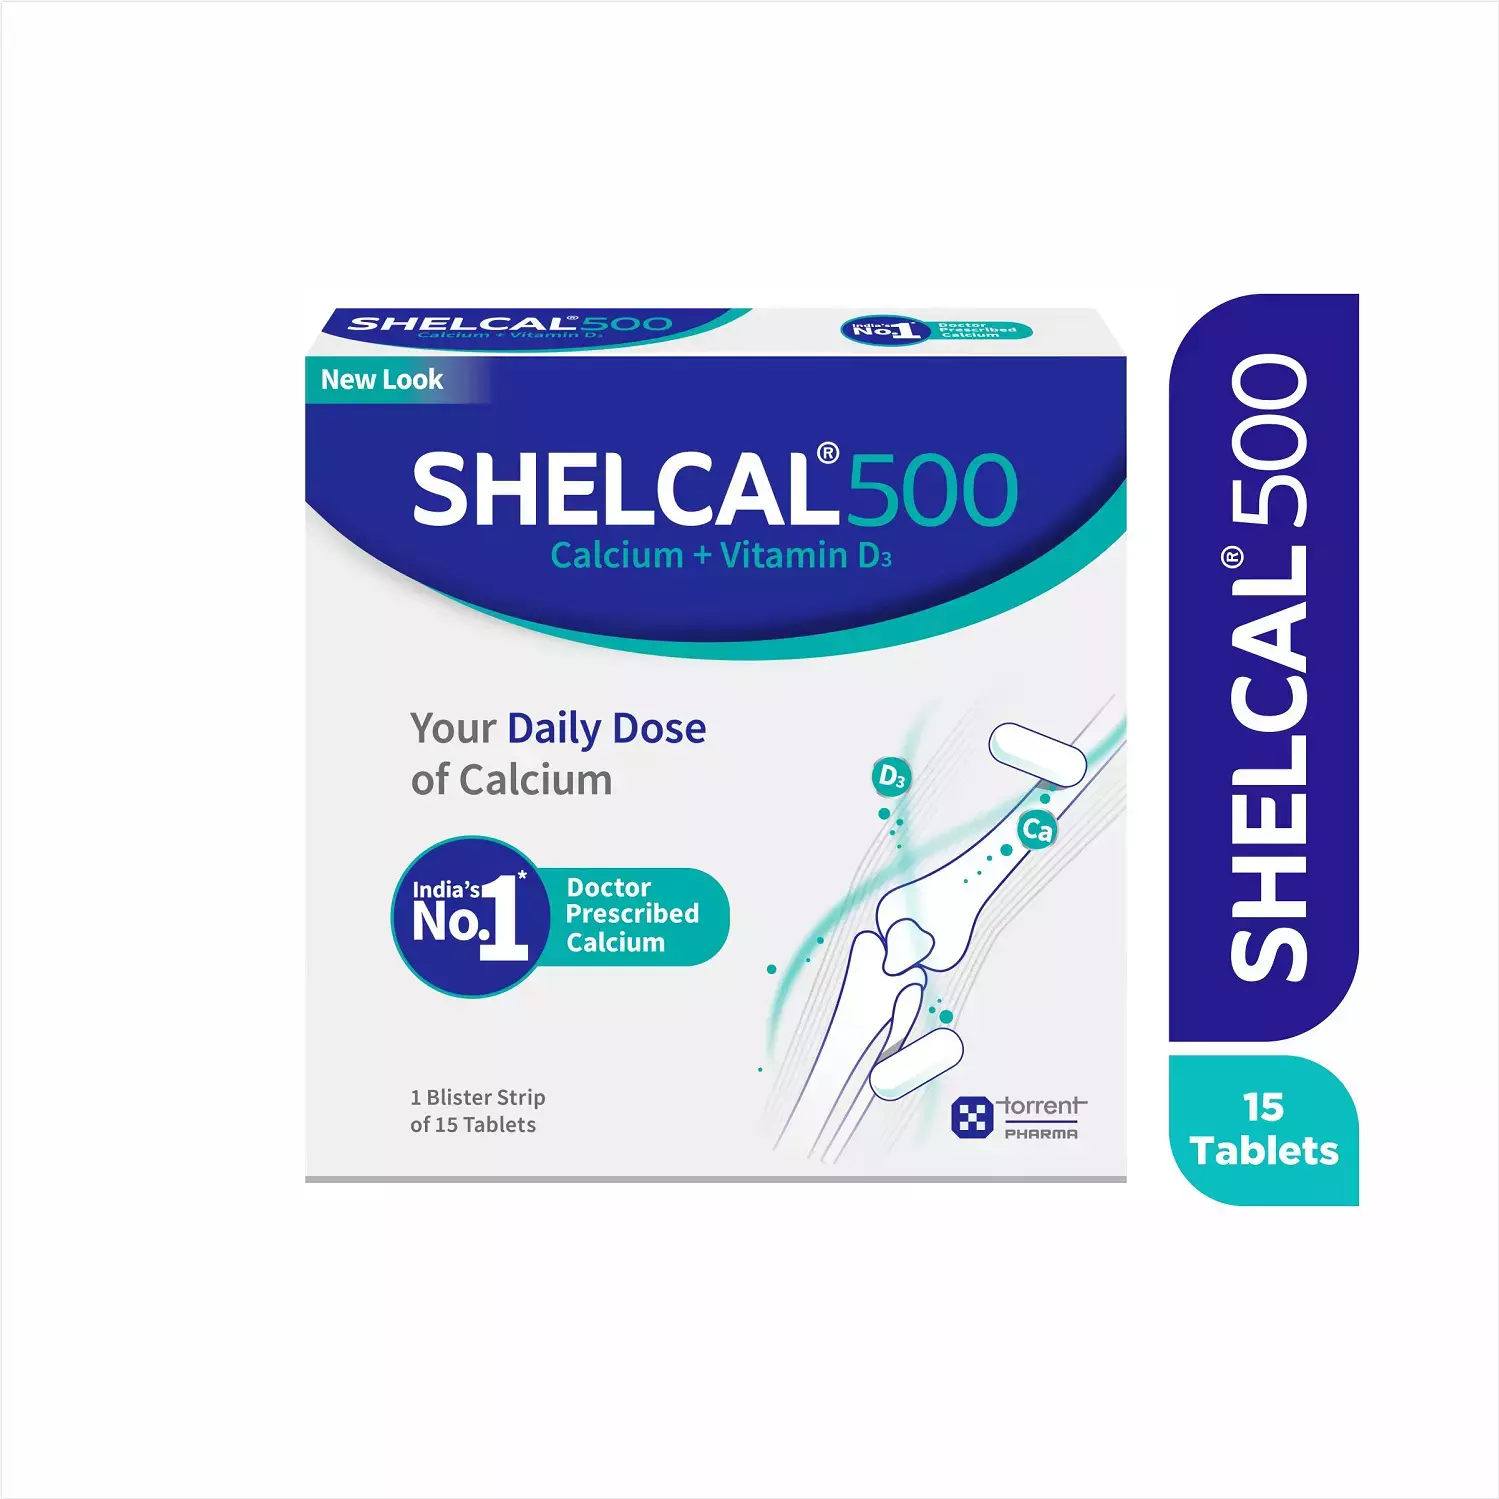 SHELCAL®500
Calcium + Vitamin D3
India's No.1
Doctor
Prescribed
Calcium
New Look
SHELCAL®500
Calcium + Vitamin D3
Your Daily Dose
of Calcium
India's
No.1*
Doctor
Prescribed
Calcium
D3
Ca
1 Blister Strip
of 15 Tablets
torrent
PHARMA
SHELCAL®500
15
Tablets